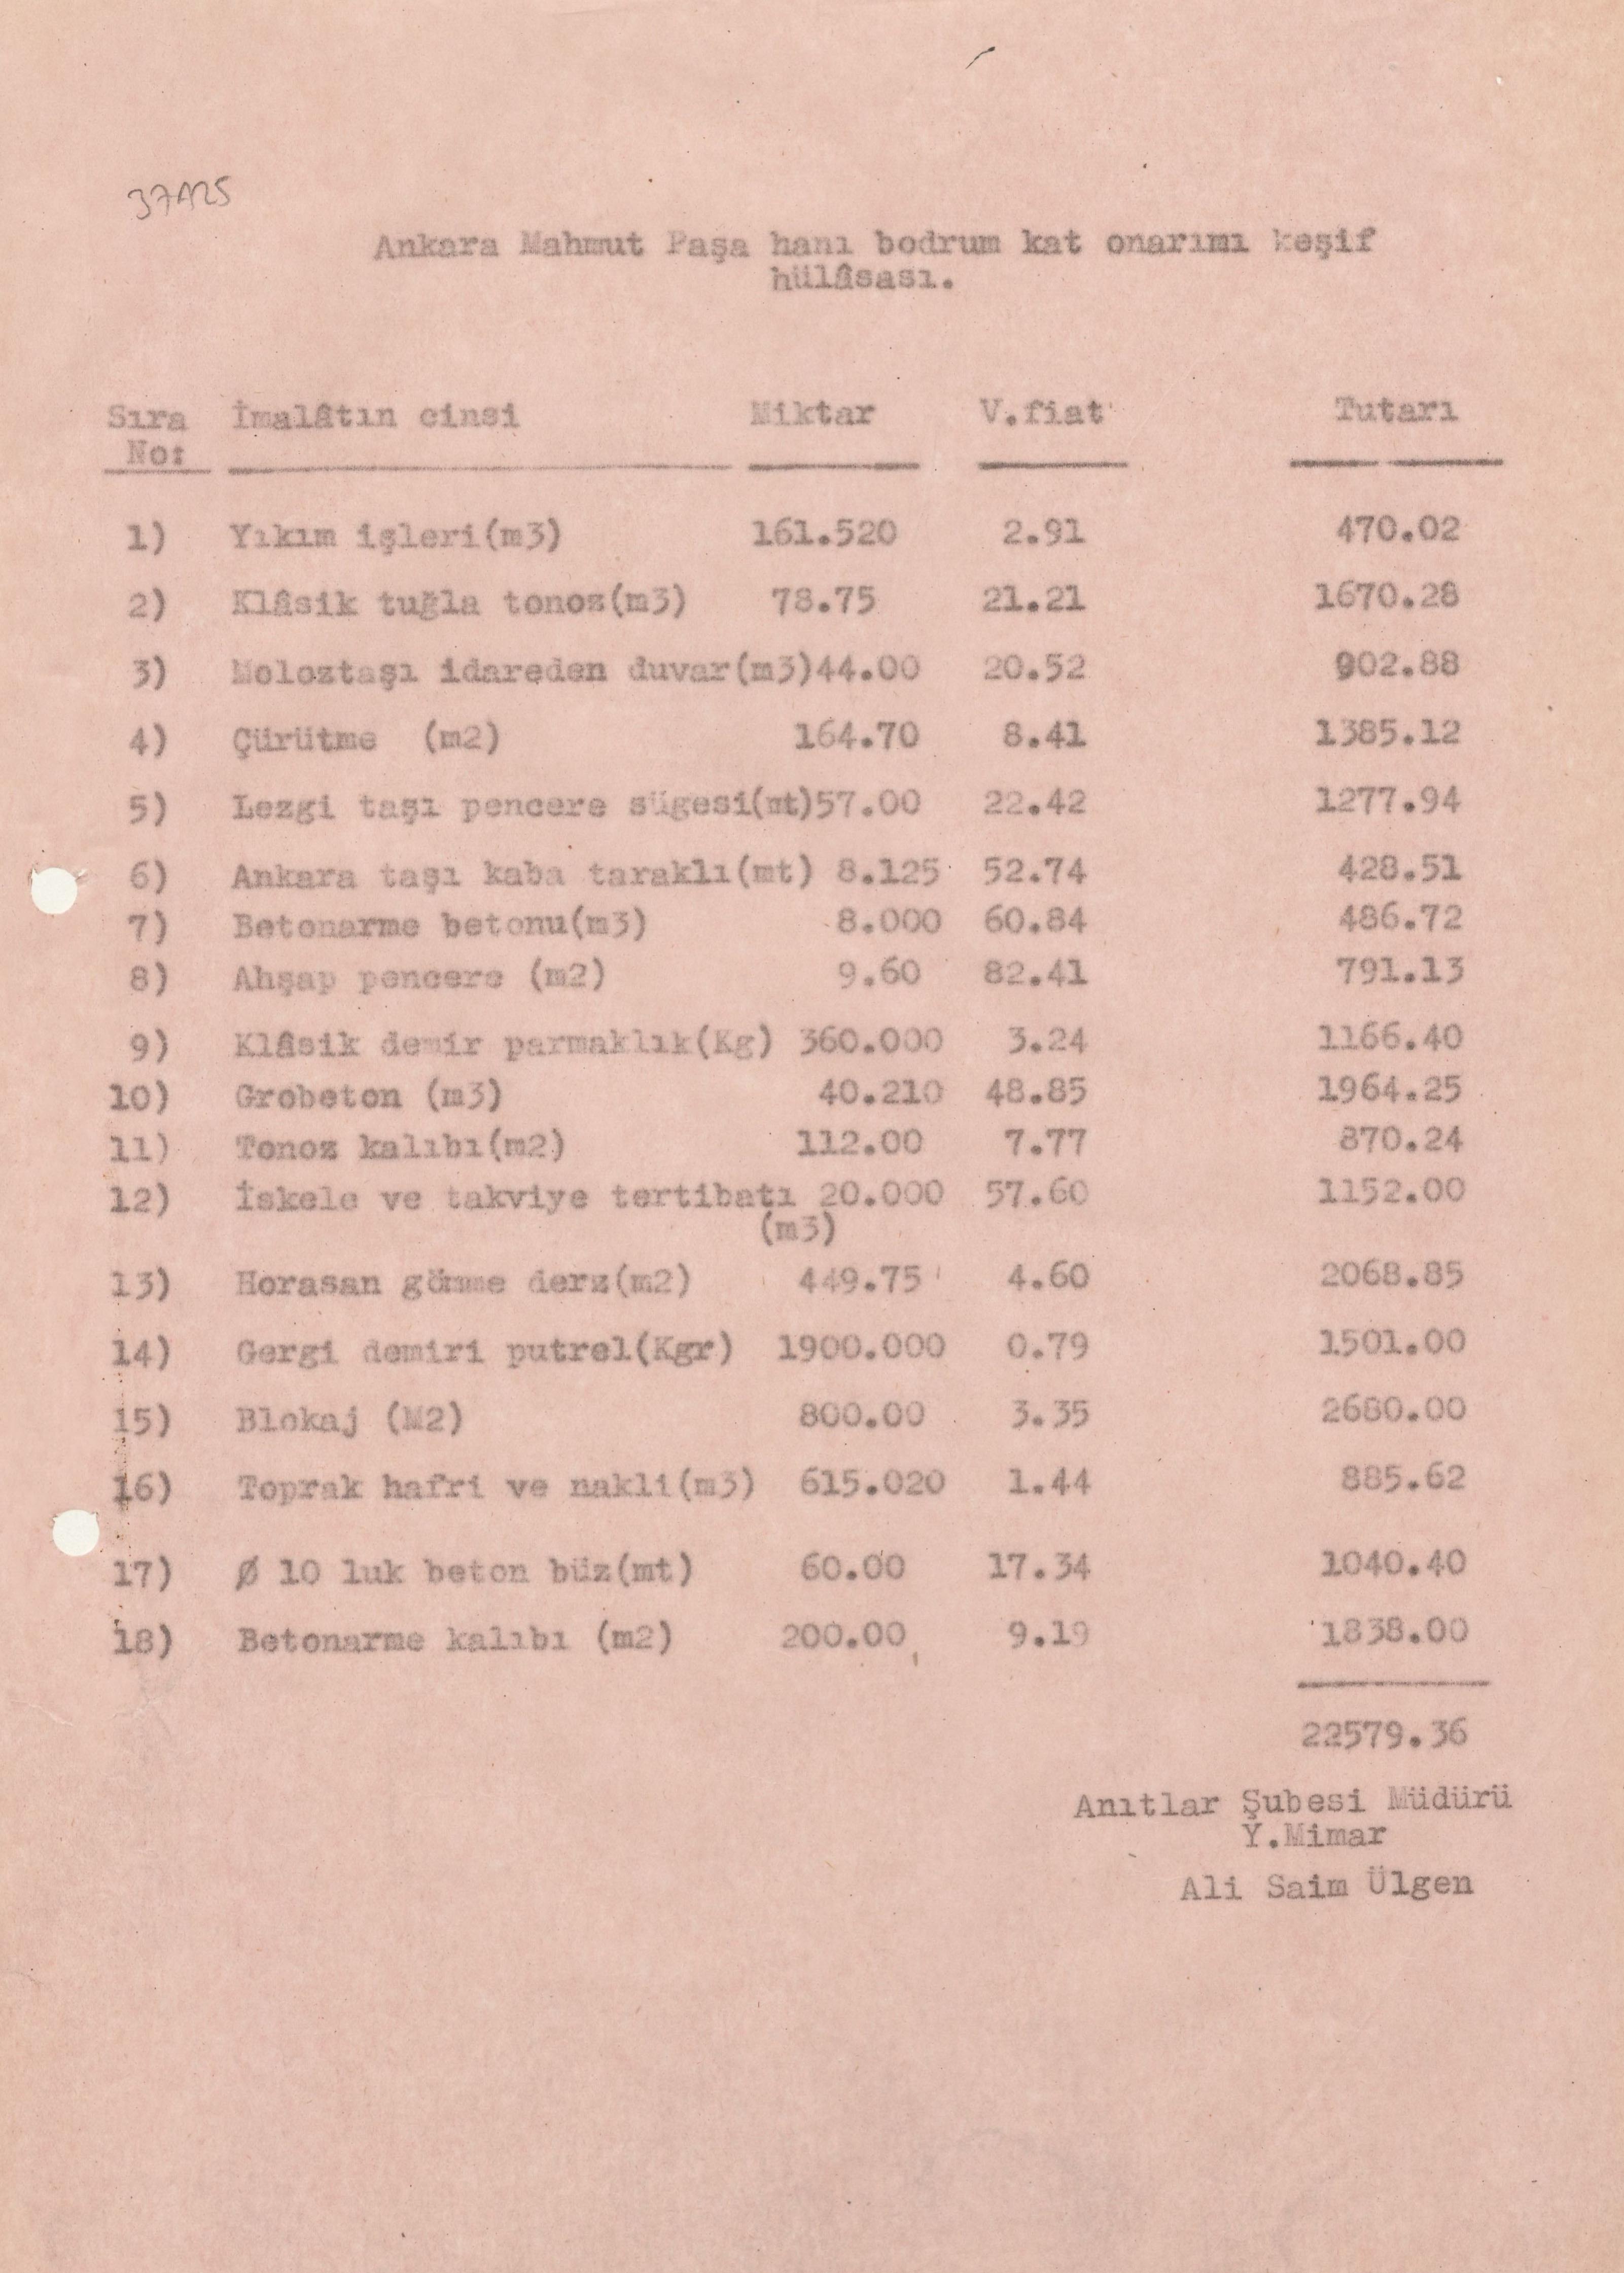 37A125
Ankara Mahmut Paşa hanı bodrum kat onarımı keşif
hülâsası.
Sıra İmalâtın cinsi Miktar V.fiat Tutarı
No:
1) Yıkım işleri(m3) 161.520 2.91 470.02
2) Klâsik tuğla tonoz(m3) 78.75 21.21 1670.28
3) Moloztaşı idareden duvar(m3)44.00 20.52 902.88
4) Çürütme (m2) 164.70 8.41 1385.12
5) Lezgi taşı pencere sügesi(mt)57.00 22.42 1277.94
6) Ankara taşı kaba taraklı(mt) 8.125 52.74 428.51
7) Betonarme betonu(m3) 8.000 60.84 486.72
8) Ahşap pencere (m2) 9.60 82.41 791.13
9) Klâsik demir parmaklık(Kg) 360.000 3.24 1166.40
10) Grobeton (m3) 40.210 48.85 1964.25
11) Tonoz kalıbı(m2) 112.00 7.77 870.24
12) İskele ve takviye tertibatı 20.000 57.60 1152.00
(m3)
13) Horasan gömme derz(m2) 449.75 4.60 2068.85
14) Gergi demiri putrel(Kgr) 1900.000 0.79 1501.00
15) Blokaj (M2) 800.00 3.35 2680.00
16) Toprak hafri ve nakli(m3) 615.020 1.44 885.62
17) Ø 10 luk beton büz(mt) 60.00 17.34 1040.40
18) Betonarme kalıbı (m2) 200.00 9.19 1838.00
22579.36
Anıtlar Şubesi Müdürü
Y.Mimar
Ali Saim Ülgen